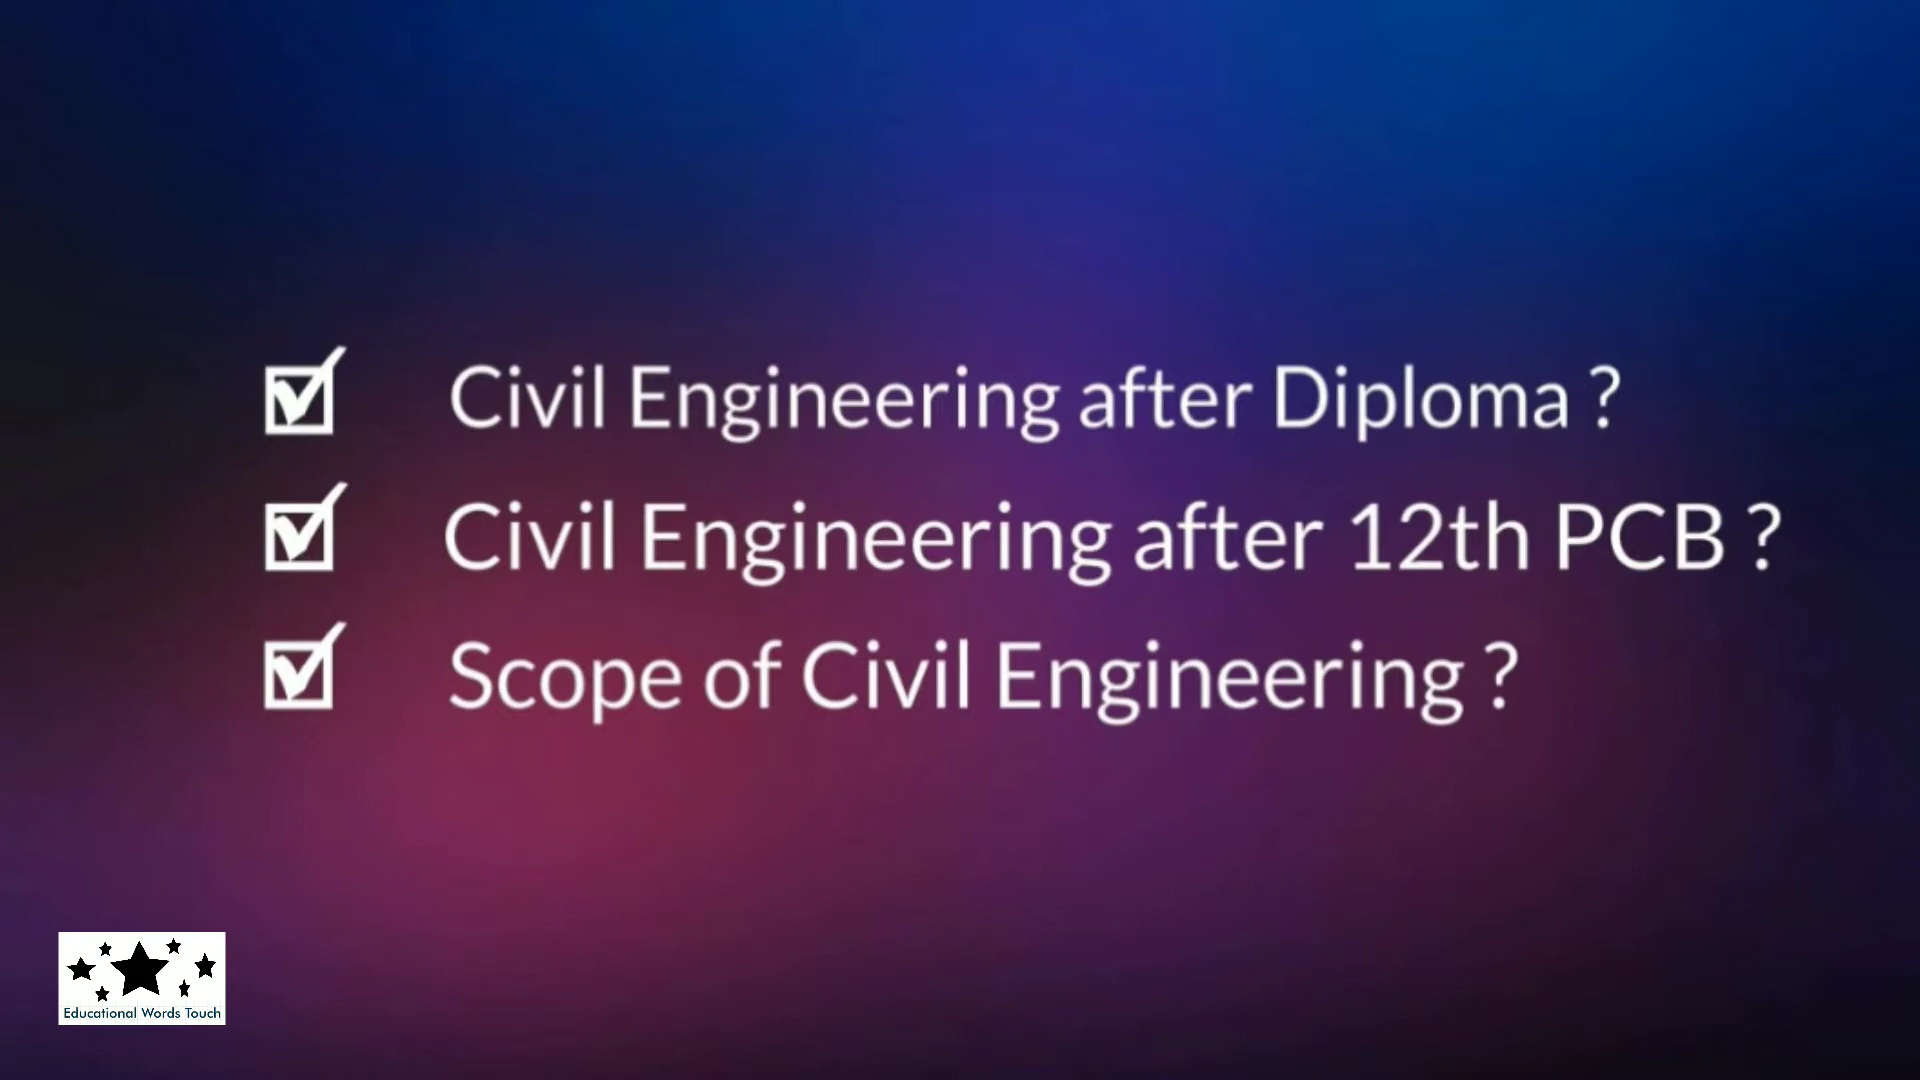 Civil Engineering after Diploma ?
Civil Engineering after 12th PCB ?
Scope of Civil Engineering ?
Educational Words Touch